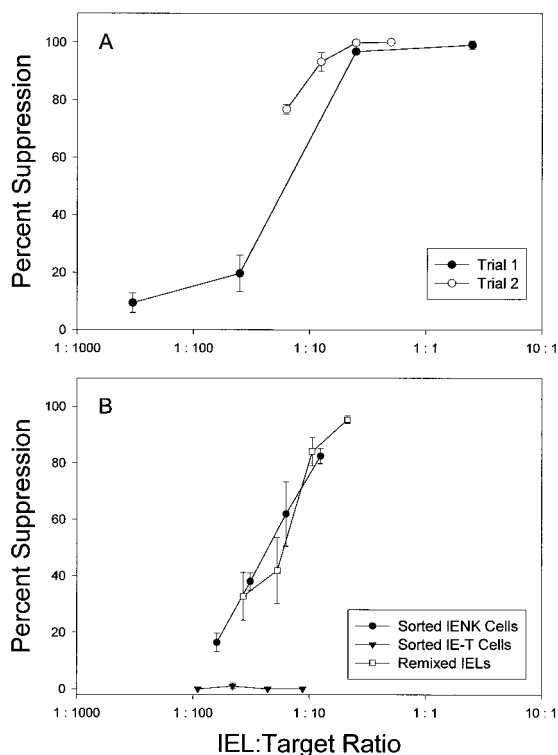 A
Percent Suppression
100
80
60
40
20
0
Trial 1
Trial 2
1 : 1000
1 : 100
1 : 10
1 : 1
10 : 1
B
Percent Suppression
100
80
60
40
20
0
Sorted IENK Cells
Sorted IE-T Cells
Remixed IELs
1 : 1000
1 : 100
1 : 10
1 : 1
10 : 1
IEL:Target Ratio